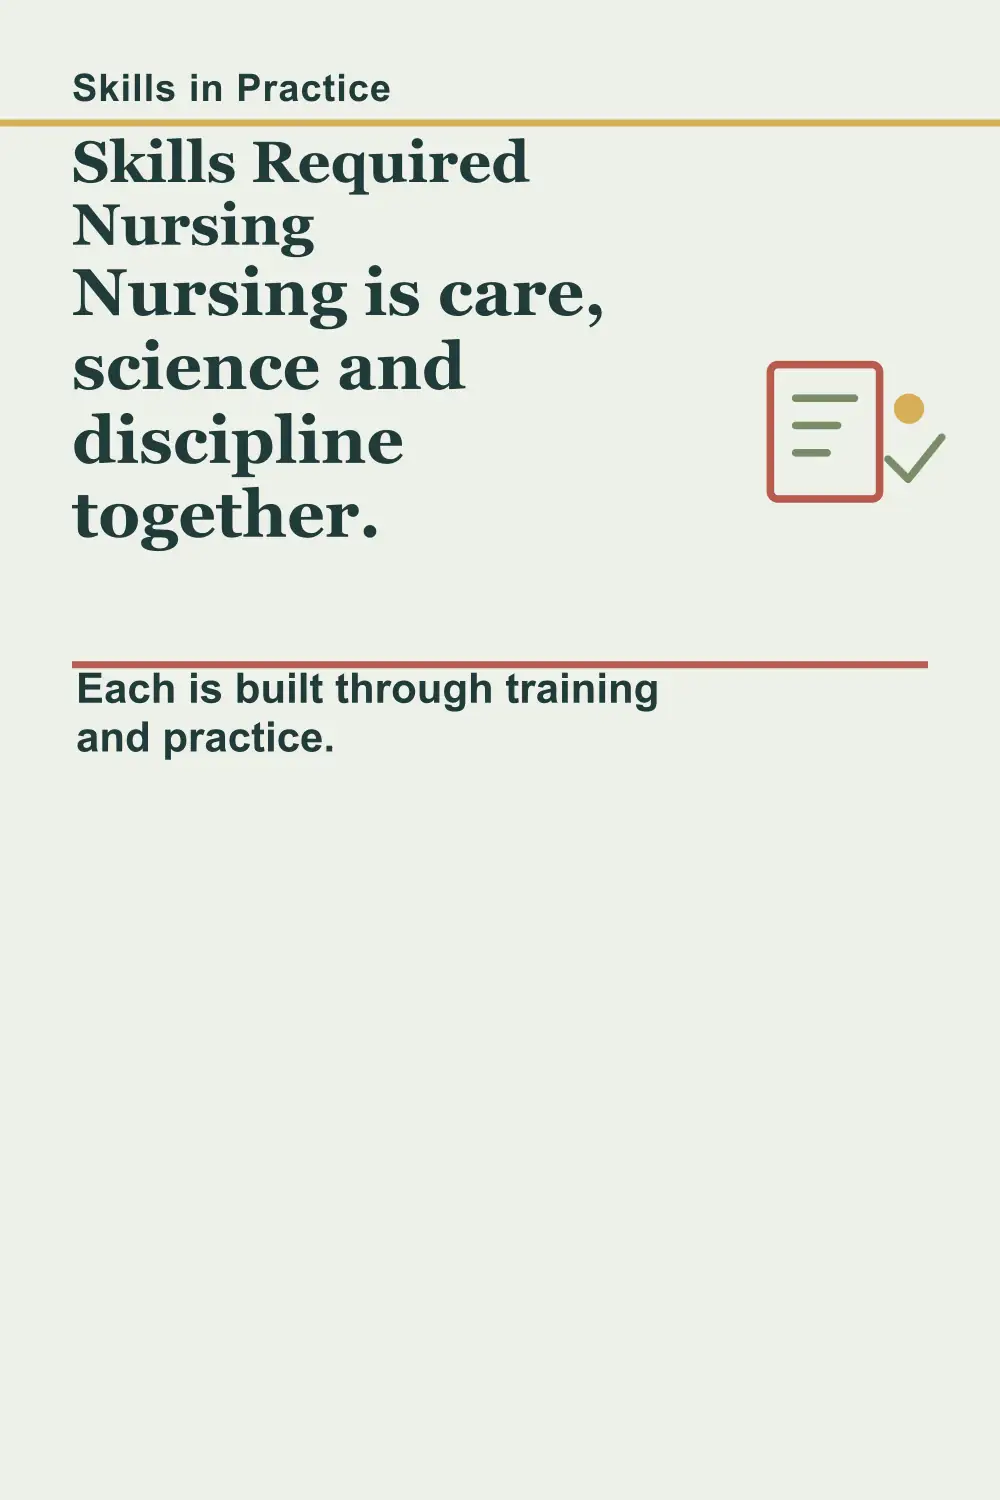 Skills in Practice
Skills Required
Nursing
Nursing is care,
science and
discipline
together.
Each is built through training
and practice.